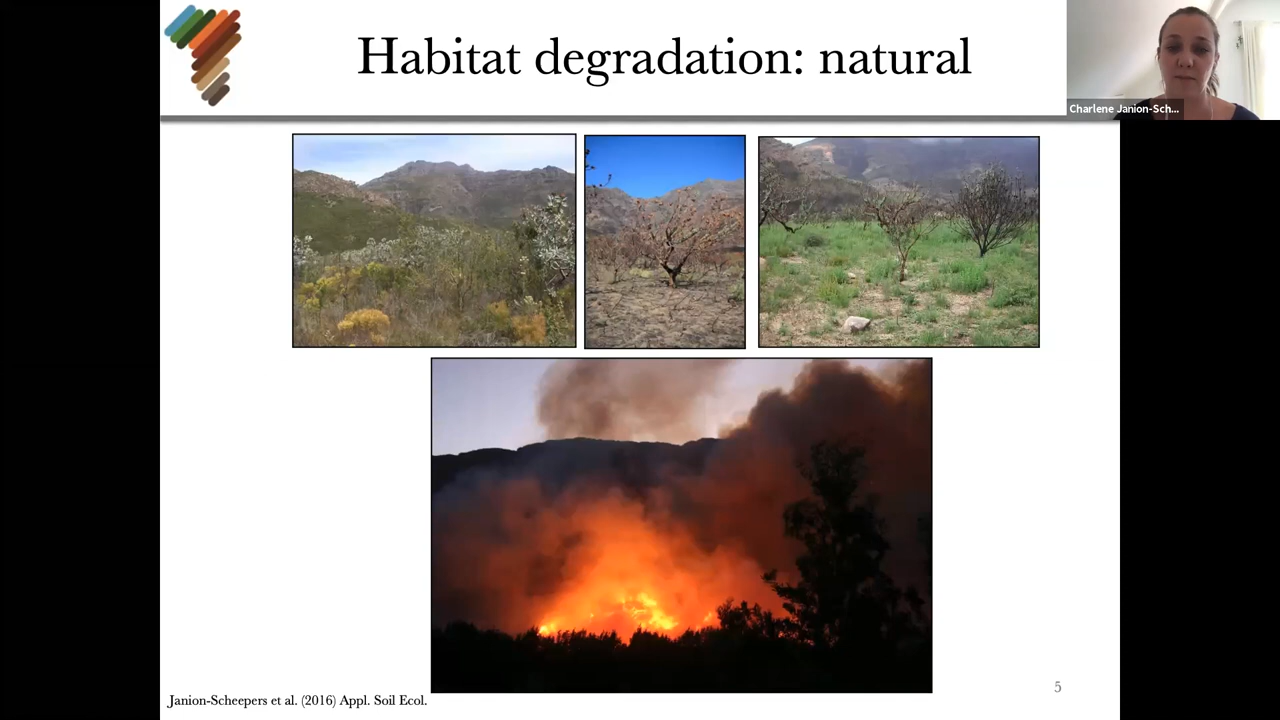 Habitat degradation: natural
Charlene Janion-Sch...
5
Janion-Scheepers et al. (2016) Appl. Soil Ecol.